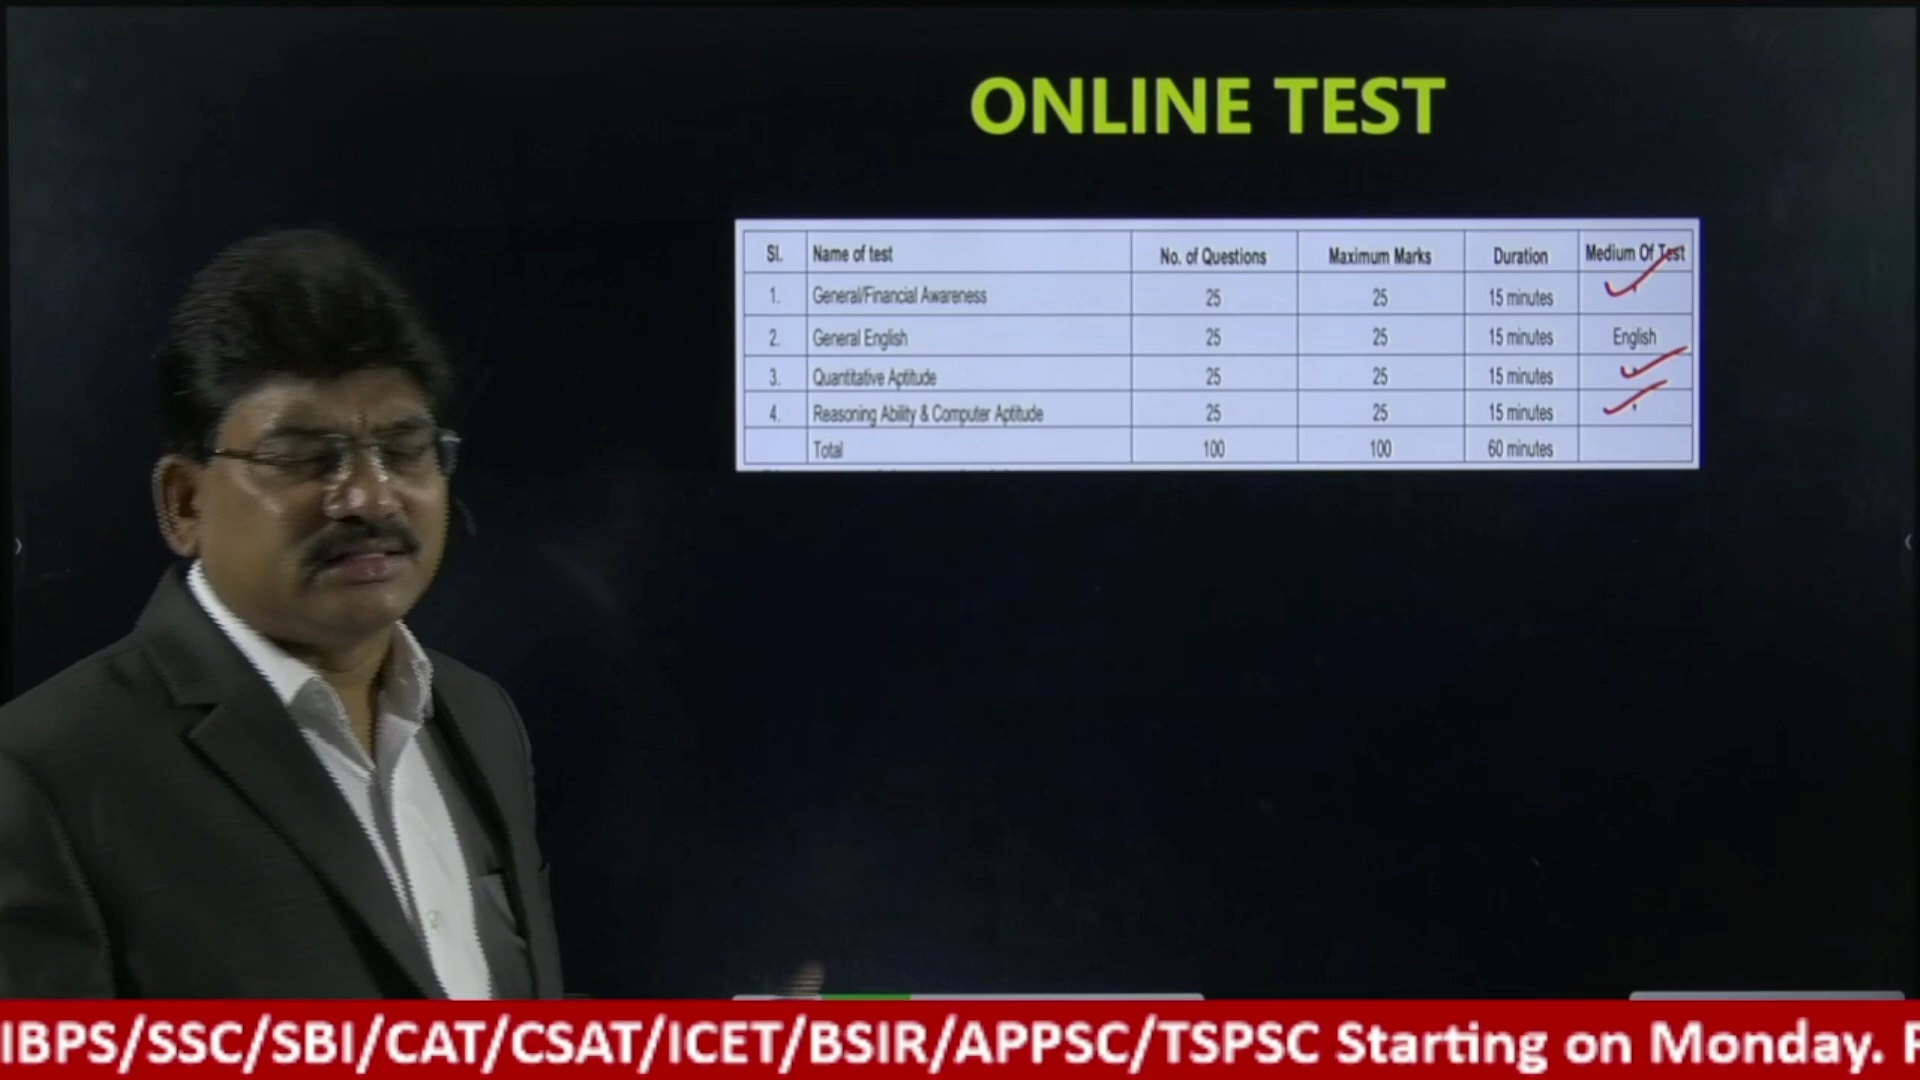 ONLINE TEST
Sl. Name of test No. of Questions Maximum Marks Duration Medium Of Test
1. General/Financial Awareness 25 25 15 minutes
2. General English 25 25 15 minutes English
3. Quantitative Aptitude 25 25 15 minutes
4. Reasoning Ability & Computer Aptitude 25 25 15 minutes
Total 100 100 60 minutes
IBPS/SSC/SBI/CAT/CSAT/ICET/BSIR/APPSC/TSPSC Starting on Monday.